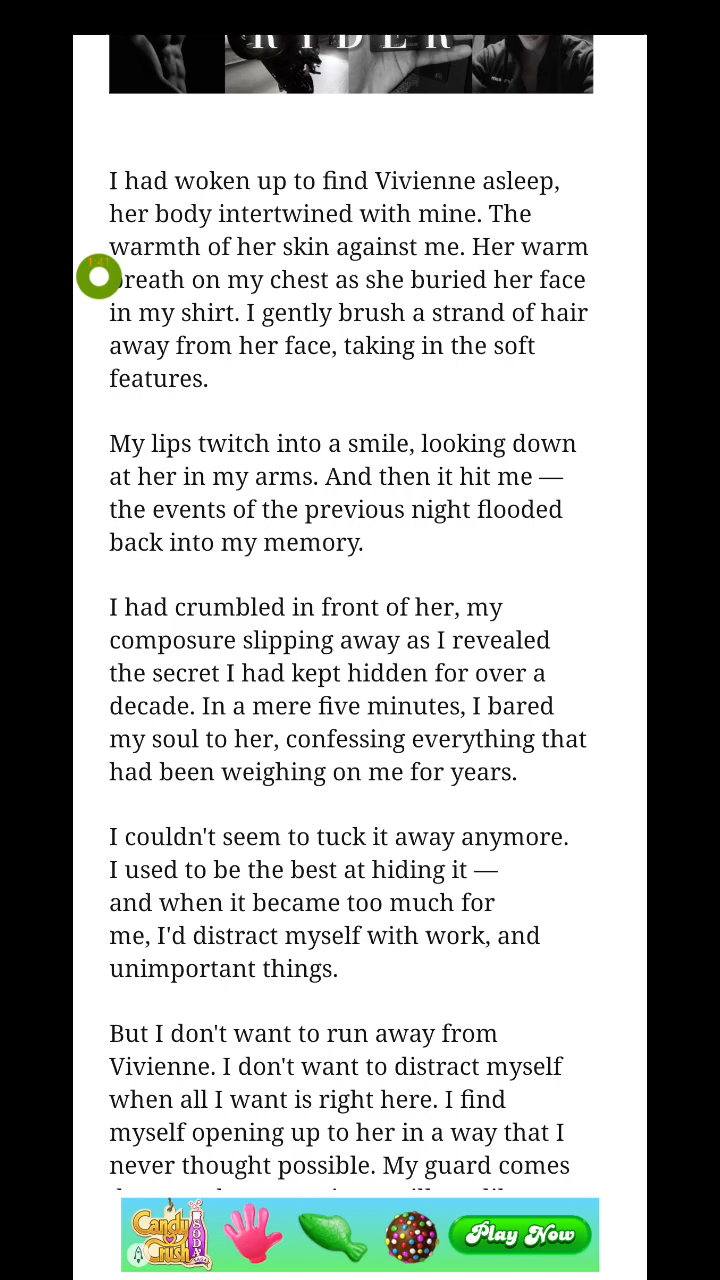 RYDER
I had woken up to find Vivienne asleep,
her body intertwined with mine. The
warmth of her skin against me. Her warm
breath on my chest as she buried her face
in my shirt. I gently brush a strand of hair
away from her face, taking in the soft
features.
My lips twitch into a smile, looking down
at her in my arms. And then it hit me —
the events of the previous night flooded
back into my memory.
I had crumbled in front of her, my
composure slipping away as I revealed
the secret I had kept hidden for over a
decade. In a mere five minutes, I bared
my soul to her, confessing everything that
had been weighing on me for years.
I couldn't seem to tuck it away anymore.
I used to be the best at hiding it —
and when it became too much for
me, I'd distract myself with work, and
unimportant things.
But I don't want to run away from
Vivienne. I don't want to distract myself
when all I want is right here. I find
myself opening up to her in a way that I
never thought possible. My guard comes
Candy Crush SODA SAGA
Play Now